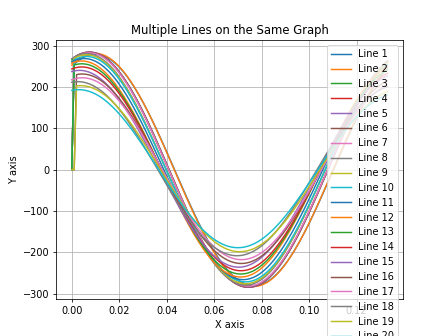 Multiple Lines on the Same Graph
300
200
100
0
−100
−200
−300
Y axis
0.00
0.02
0.04
0.06
0.08
0.10
X axis
Line 1
Line 2
Line 3
Line 4
Line 5
Line 6
Line 7
Line 8
Line 9
Line 10
Line 11
Line 12
Line 13
Line 14
Line 15
Line 16
Line 17
Line 18
Line 19
Line 20